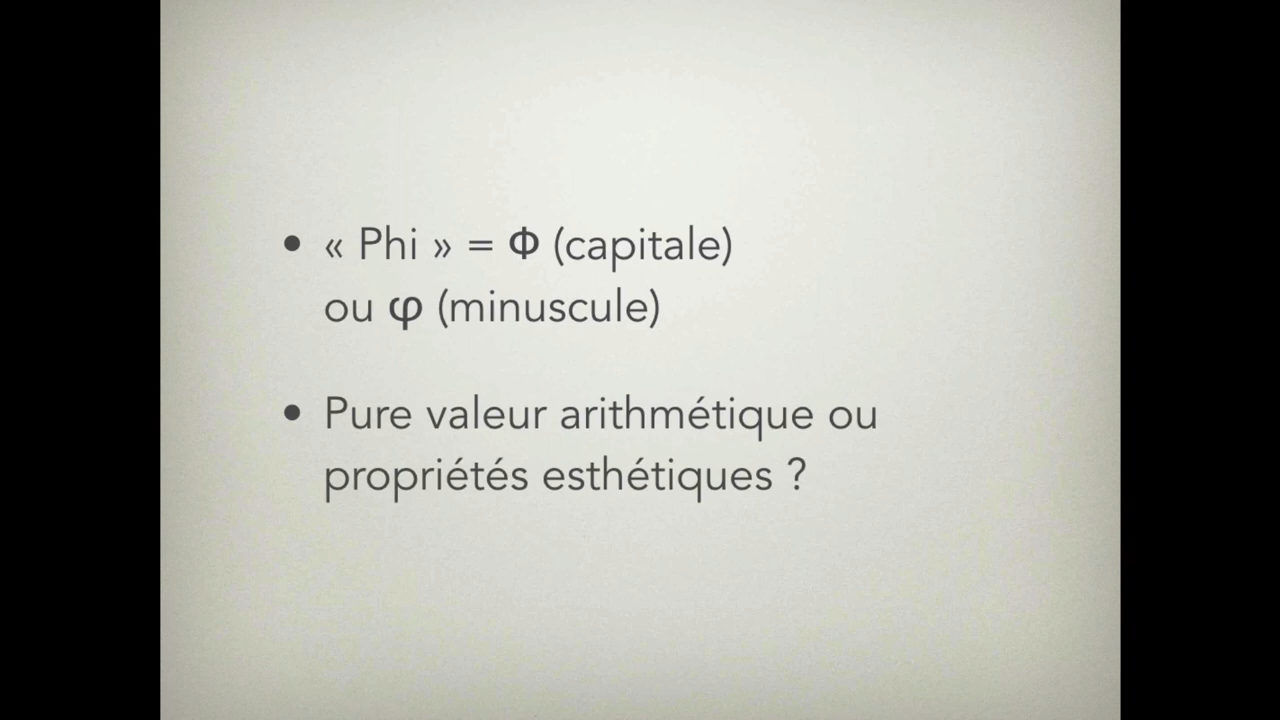 • « Phi » = Φ (capitale)
ou φ (minuscule)
• Pure valeur arithmétique ou
propriétés esthétiques ?